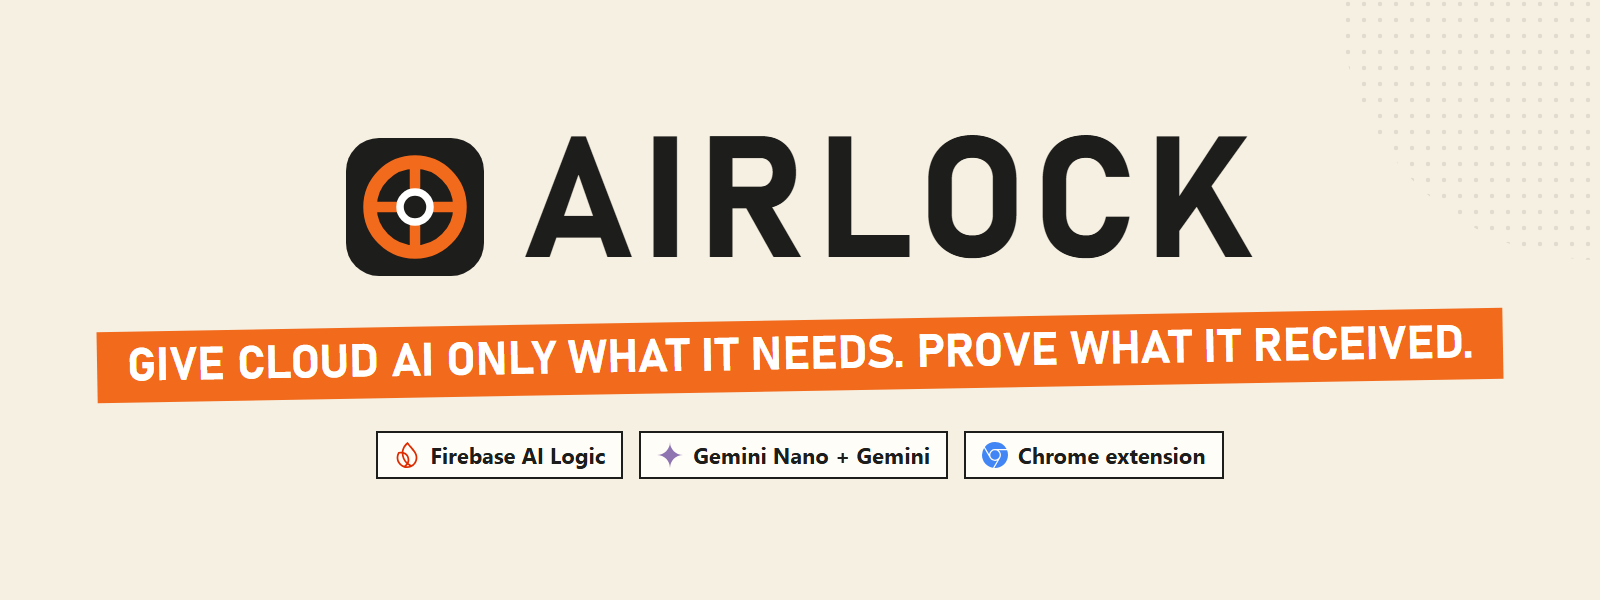 AIRLOCK
GIVE CLOUD AI ONLY WHAT IT NEEDS. PROVE WHAT IT RECEIVED.
Firebase AI Logic
Gemini Nano + Gemini
Chrome extension